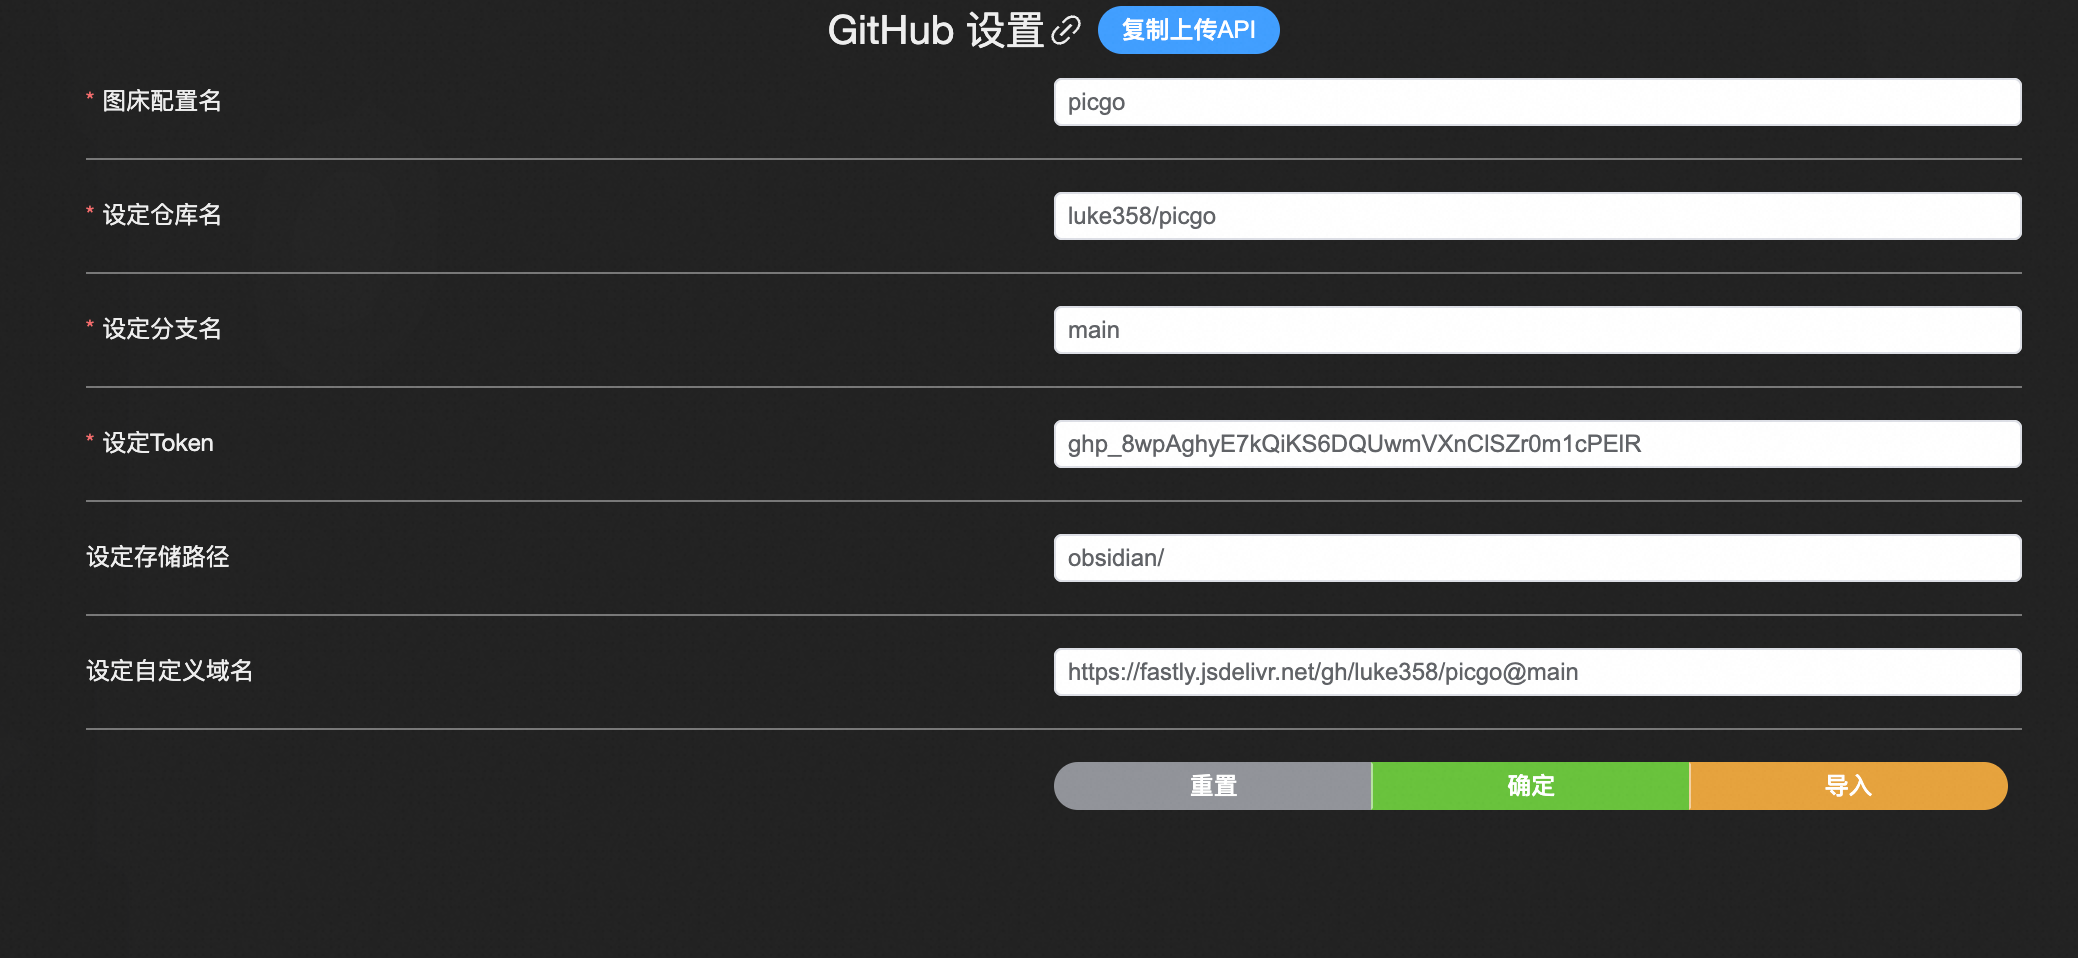 GitHub 设置
复制上传API
* 图床配置名
picgo
* 设定仓库名
luke358/picgo
* 设定分支名
main
* 设定Token
设定存储路径
obsidian/
设定自定义域名
https://fastly.jsdelivr.net/gh/luke358/picgo@main
重置
确定
导入